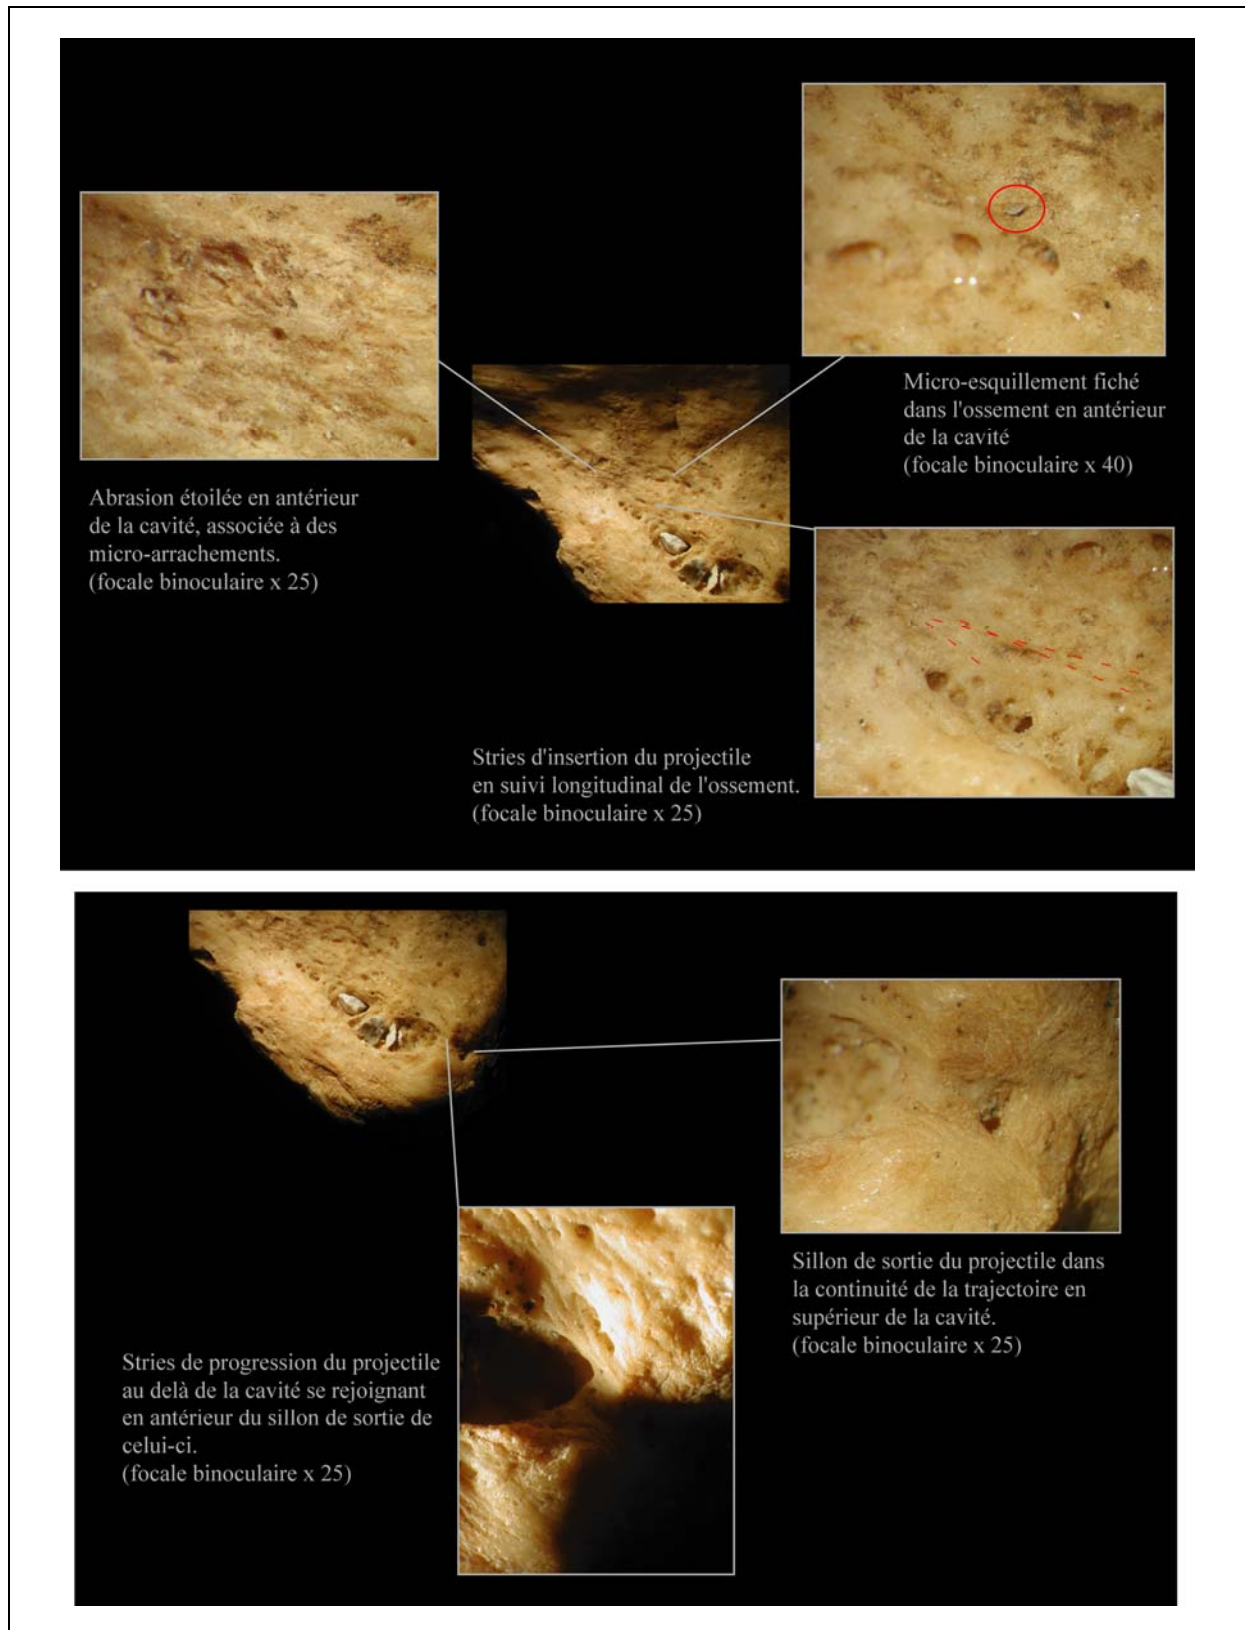 Micro-esquillement fiché
dans l'ossement en antérieur
de la cavité
(focale binoculaire x 40)
Abrasion étoilée en antérieur
de la cavité, associée à des
micro-arrachements.
(focale binoculaire x 25)
Stries d'insertion du projectile
en suivi longitudinal de l'ossement.
(focale binoculaire x 25)
Sillon de sortie du projectile dans
la continuité de la trajectoire en
supérieur de la cavité.
(focale binoculaire x 25)
Stries de progression du projectile
au delà de la cavité se rejoignant
en antérieur du sillon de sortie de
celui-ci.
(focale binoculaire x 25)